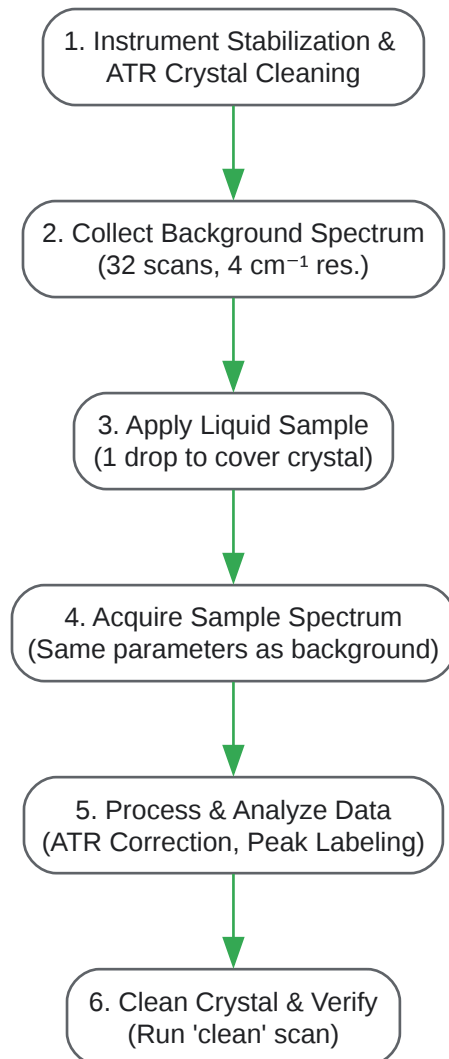 1. Instrument Stabilization &
ATR Crystal Cleaning
2. Collect Background Spectrum
(32 scans, 4 cm⁻¹ res.)
3. Apply Liquid Sample
(1 drop to cover crystal)
4. Acquire Sample Spectrum
(Same parameters as background)
5. Process & Analyze Data
(ATR Correction, Peak Labeling)
6. Clean Crystal & Verify
(Run 'clean' scan)